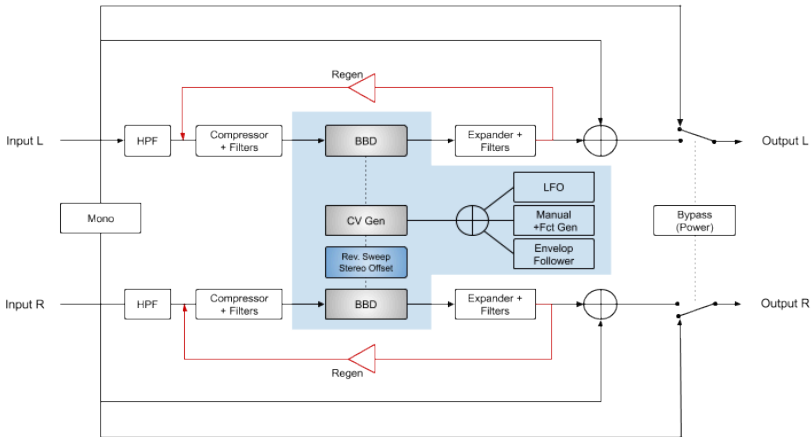 Regen
Input L
HPF
Compressor
+ Filters
BBD
Expander +
Filters
Output L
LFO
Mono
CV Gen
Manual
+Fct Gen
Bypass
(Power)
Envelop
Follower
Rev. Sweep
Stereo Offset
Input R
HPF
Compressor
+ Filters
BBD
Expander +
Filters
Output R
Regen